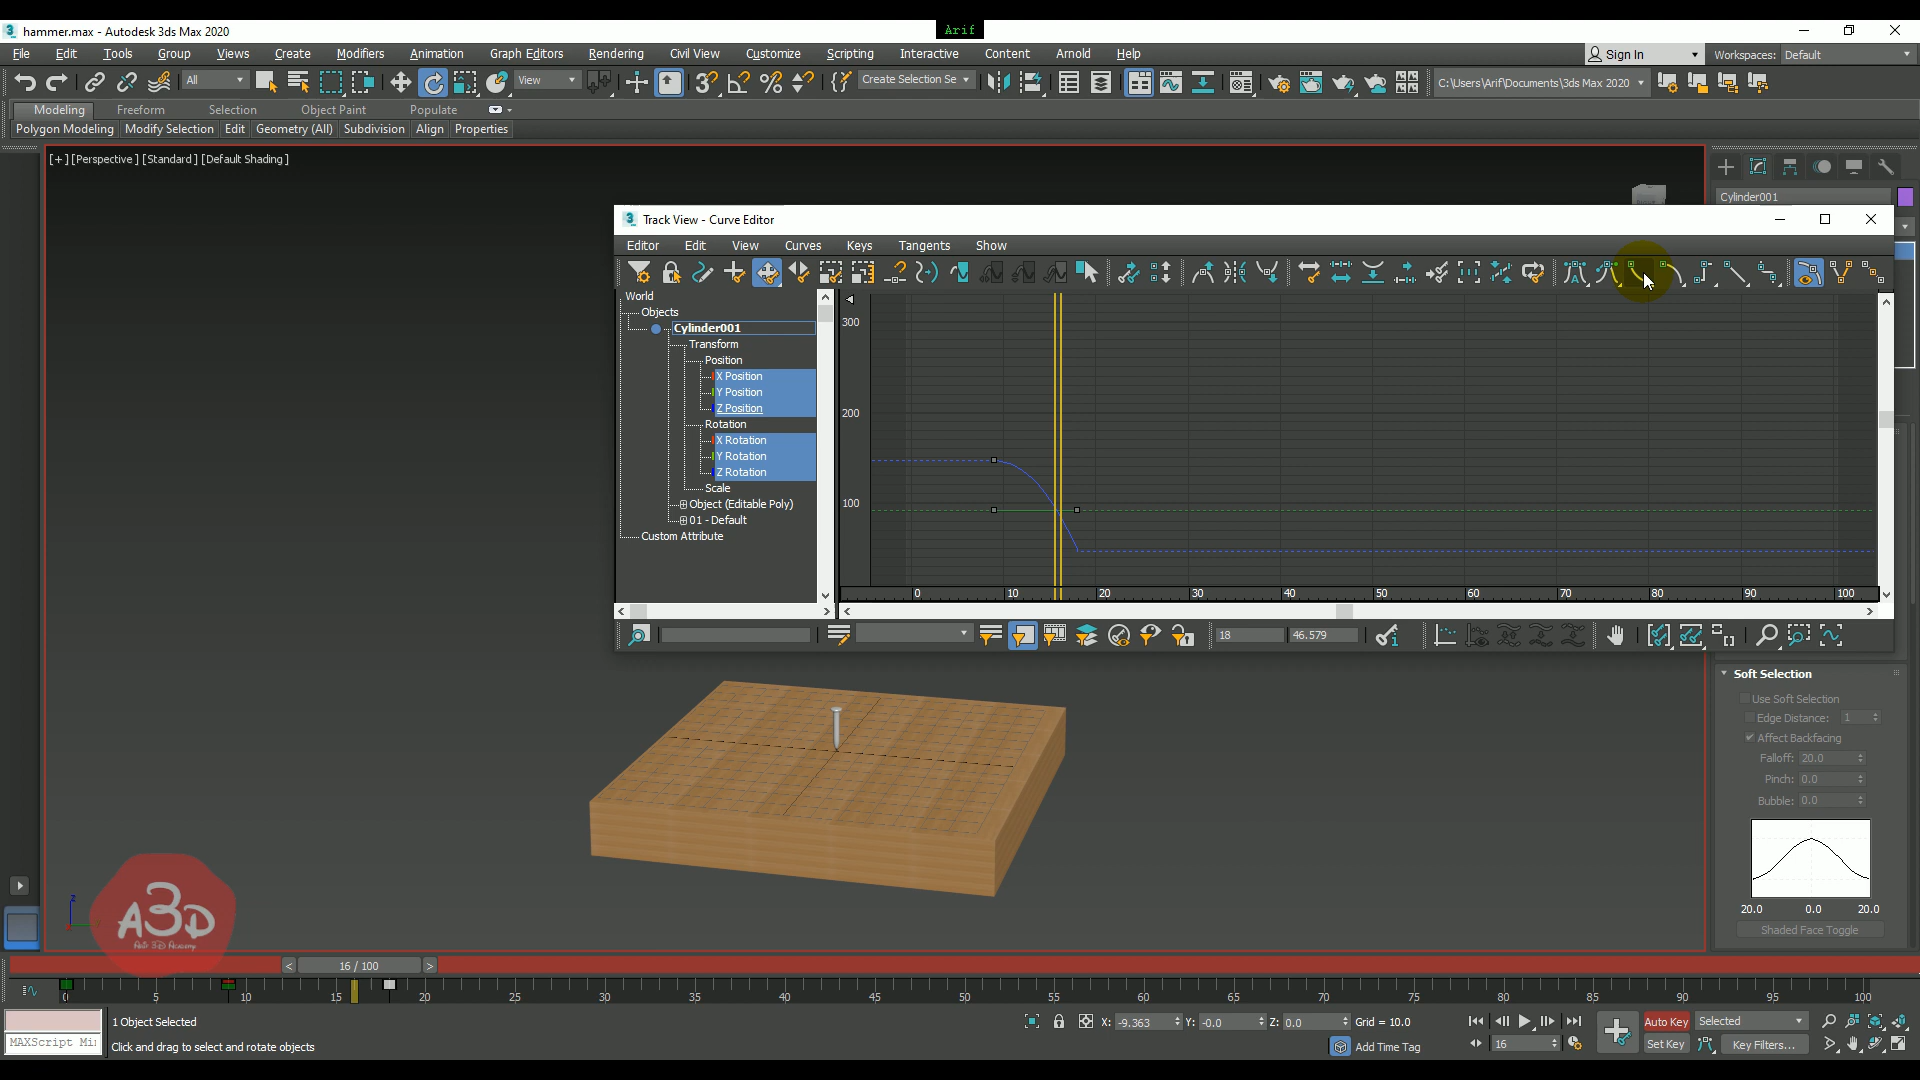 Arif
3 hammer.max - Autodesk 3ds Max 2020
File Edit Tools Group Views Create Modifiers Animation Graph Editors Rendering Civil View Customize Scripting Interactive Content Arnold Help
Sign In Workspaces: Default
All View Create Selection Se C:\Users\Arif\Documents\3ds Max 2020
Modeling Freeform Selection Object Paint Populate
Polygon Modeling Modify Selection Edit Geometry (All) Subdivision Align Properties
[+][Perspective][Standard][Default Shading]
Cylinder001
3 Track View - Curve Editor
Editor Edit View Curves Keys Tangents Show
World
Objects
Cylinder001
Transform
Position
X Position
Y Position
Z Position
Rotation
X Rotation
Y Rotation
Z Rotation
Scale
Object (Editable Poly)
01 - Default
Custom Attribute
300
200
100
0 10 20 30 40 50 60 70 80 90 100
18 46.579
Soft Selection
Use Soft Selection
Edge Distance: 1
Affect Backfacing
Falloff: 20.0
Pinch: 0.0
Bubble: 0.0
20.0 0.0 20.0
Shaded Face Toggle
z
A3D
Arif 3D Academy
< 16 / 100 >
0 5 10 15 20 25 30 35 40 45 50 55 60 65 70 75 80 85 90 95 100
1 Object Selected
X: -9.363 Y: -0.0 Z: 0.0 Grid = 10.0
Auto Key Selected
MAXScript Mi
Click and drag to select and rotate objects
Add Time Tag
16
Set Key Key Filters...